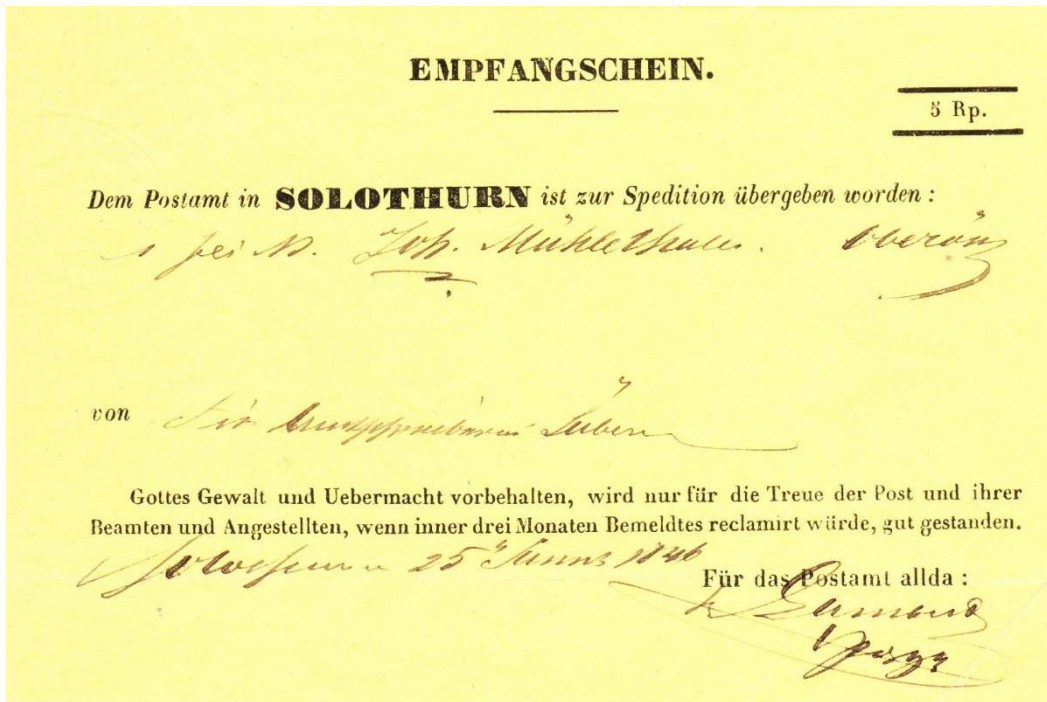 EMPFANGSCHEIN.
5 Rp.
Dem Postamt in SOLOTHURN ist zur Spedition übergeben worden :
1 Joh. Mühlethaler. Oberönz
von
Gottes Gewalt und Uebermacht vorbehalten, wird nur für die Treue der Post und ihrer
Beamten und Angestellten, wenn inner drei Monaten Bemeldtes reclamirt würde, gut gestanden.
Solothurn 25 1846
Für das Postamt allda :